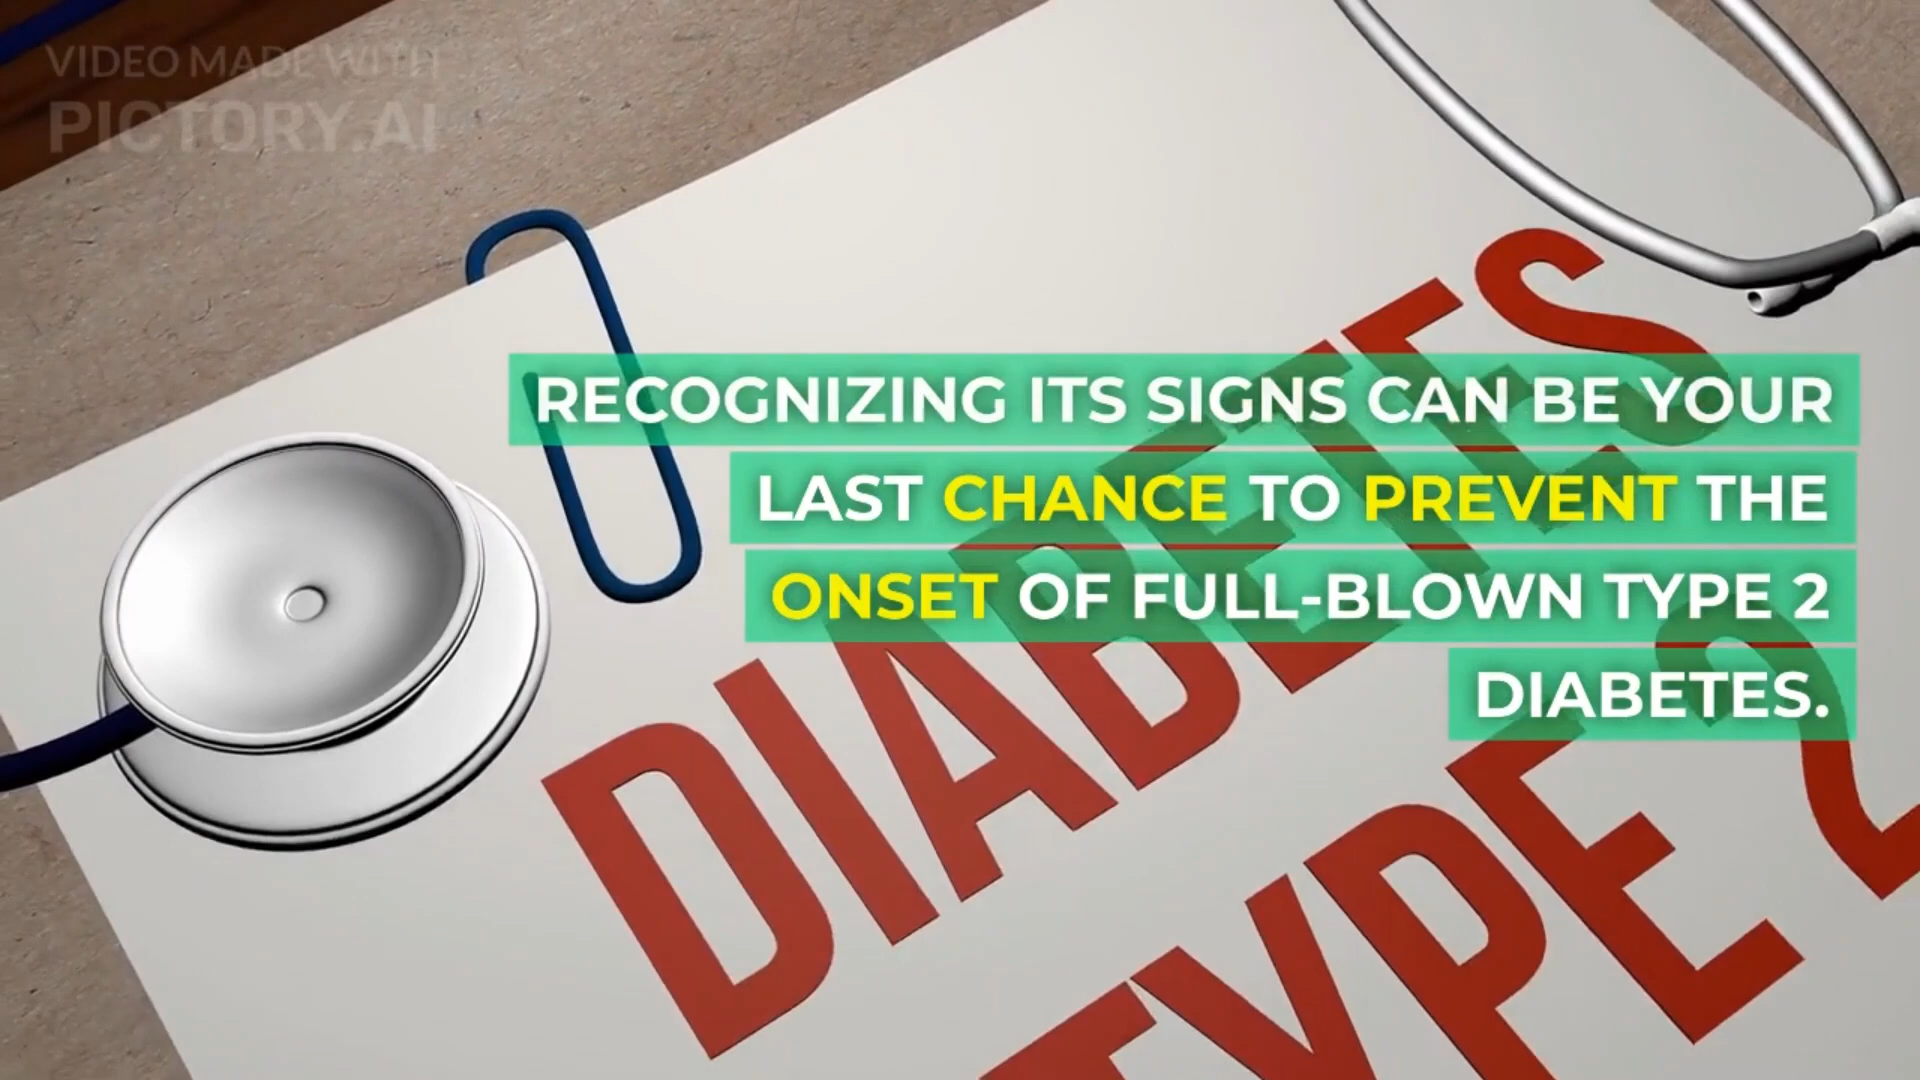 VIDEO MADE WITH
PICTORY.AI
RECOGNIZING ITS SIGNS CAN BE YOUR
LAST CHANCE TO PREVENT THE
ONSET OF FULL-BLOWN TYPE 2
DIABETES.
DIABETES
TYPE 2